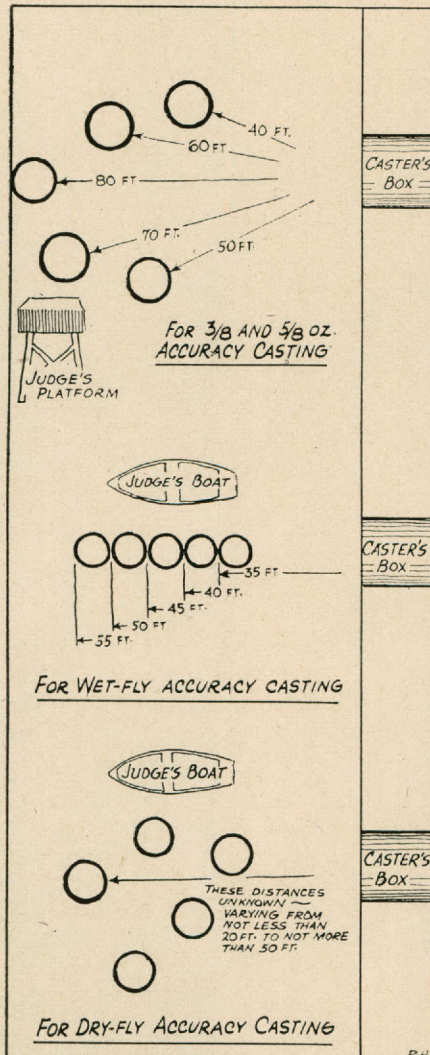 40 FT.
60 FT
80 FT
70 FT.
50 FT.
CASTER'S
BOX
FOR 3/8 AND 5/8 OZ.
ACCURACY CASTING
JUDGE'S
PLATFORM
JUDGE'S BOAT
35 FT
40 FT.
45 FT.
50 FT
55 FT.
CASTER'S
BOX
FOR WET-FLY ACCURACY CASTING
JUDGE'S BOAT
THESE DISTANCES
UNKNOWN ~
VARYING FROM
NOT LESS THAN
20 FT. TO NOT MORE
THAN 50 FT.
CASTER'S
BOX
FOR DRY-FLY ACCURACY CASTING